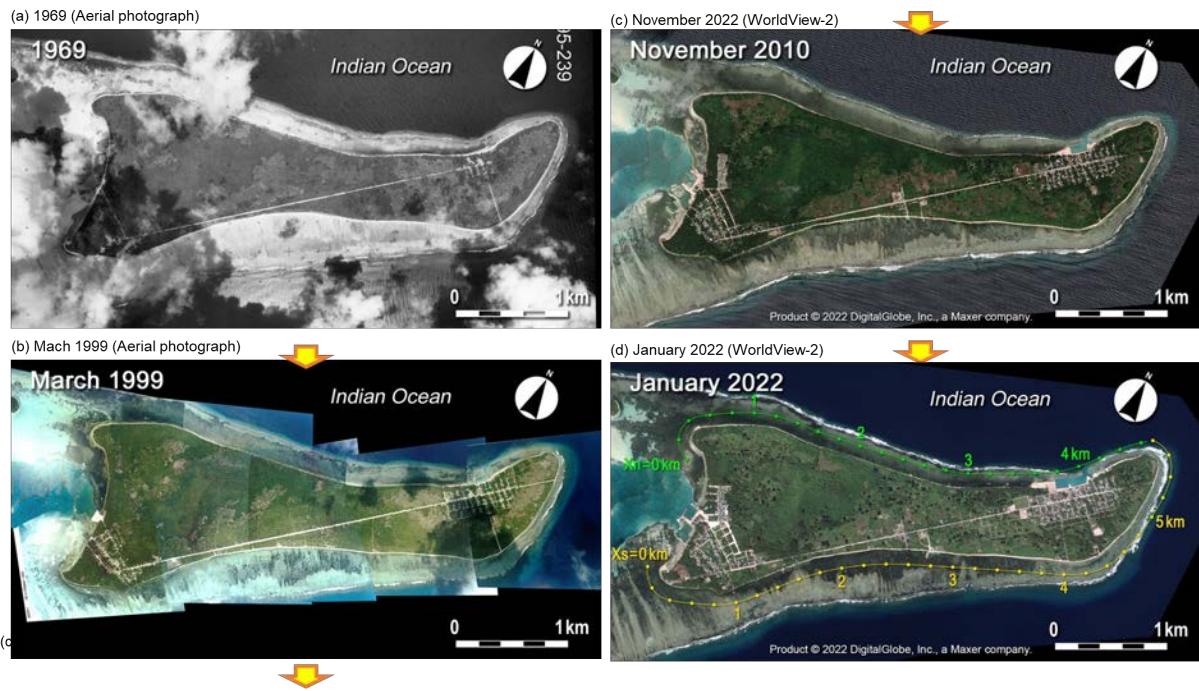 (a) 1969 (Aerial photograph)
1969
Indian Ocean
N
95-239
0 1km
(b) Mach 1999 (Aerial photograph)
March 1999
Indian Ocean
N
0 1km
(c
(c) November 2022 (WorldView-2)
November 2010
Indian Ocean
N
0 1km
Product © 2022 DigitalGlobe, Inc., a Maxer company.
(d) January 2022 (WorldView-2)
January 2022
Indian Ocean
N
1
2
3
4km
Xn=0km
5km
Xs=0km
1
2
3
4
0 1km
Product © 2022 DigitalGlobe, Inc., a Maxer company.